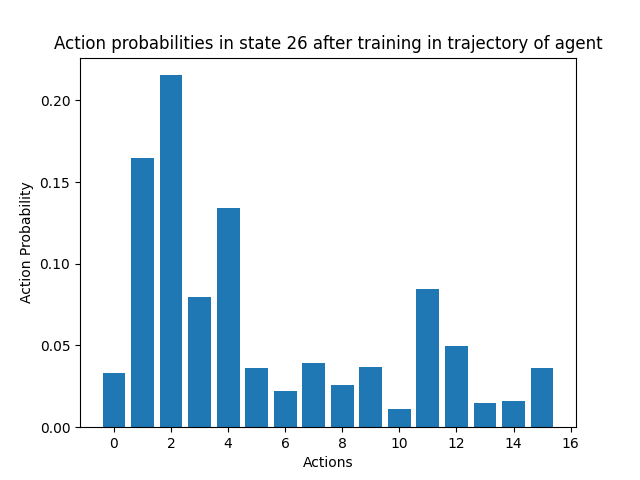 Action probabilities in state 26 after training in trajectory of agent
0.20
0.15
0.10
0.05
0.00
Action Probability
0 2 4 6 8 10 12 14 16
Actions